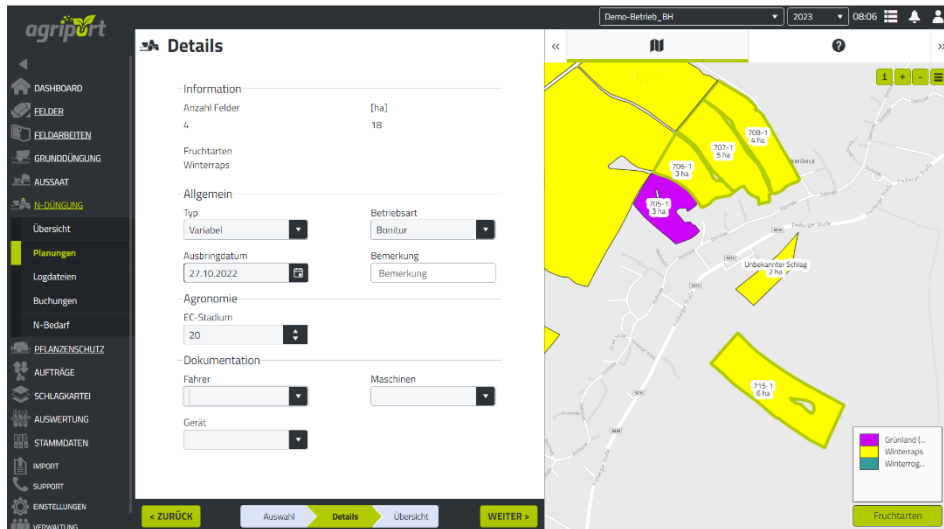 agriport
Demo-Betrieb_BH
2023
08:06
DASHBOARD
FELDER
FELDARBEITEN
GRUNDDÜNGUNG
AUSSAAT
N-DÜNGUNG
Übersicht
Planungen
Logdateien
Buchungen
N-Bedarf
PFLANZENSCHUTZ
AUFTRÄGE
SCHLAGKARTEI
AUSWERTUNG
STAMMDATEN
IMPORT
SUPPORT
EINSTELLUNGEN
VERWALTUNG
Details
Information
Anzahl Felder [ha]
4 18
Fruchtarten
Winterraps
Allgemein
Typ Betriebsart
Variabel Bonitur
Ausbringdatum Bemerkung
27.10.2022 Bemerkung
Agronomie
EC-Stadium
20
Dokumentation
Fahrer Maschinen
Gerät
< ZURÜCK Auswahl Details Übersicht WEITER >
« ? »
i + -
708-1
4 ha
707-1
5 ha
706-1
3 ha
705-1
3 ha
Freiberger Straße
Unbekannter Schlag
2 ha
715-1
6 ha
Grünland (...
Winterraps
Winterrog...
Fruchtarten